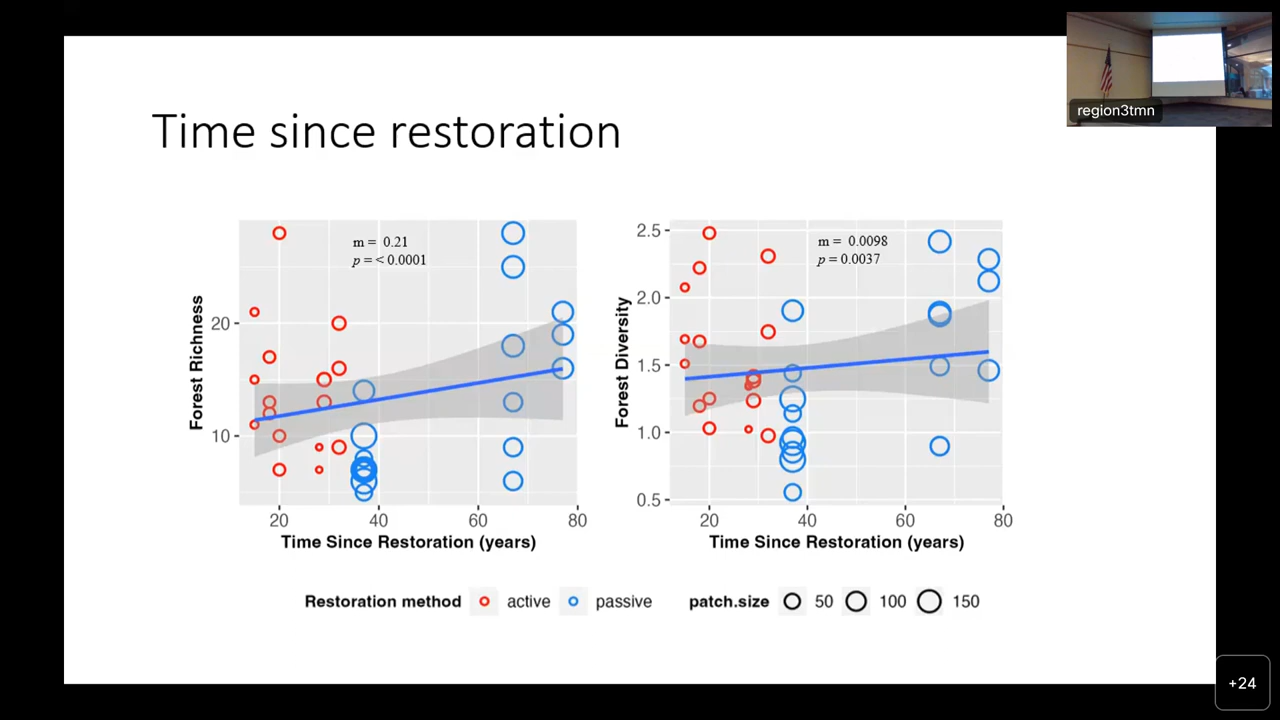 region3tmn
Time since restoration
m = 0.21
p = < 0.0001
20
10
Forest Richness
20 40 60 80
Time Since Restoration (years)
m = 0.0098
p = 0.0037
2.5
2.0
1.5
1.0
0.5
Forest Diversity
20 40 60 80
Time Since Restoration (years)
Restoration method active passive patch.size 50 100 150
+24